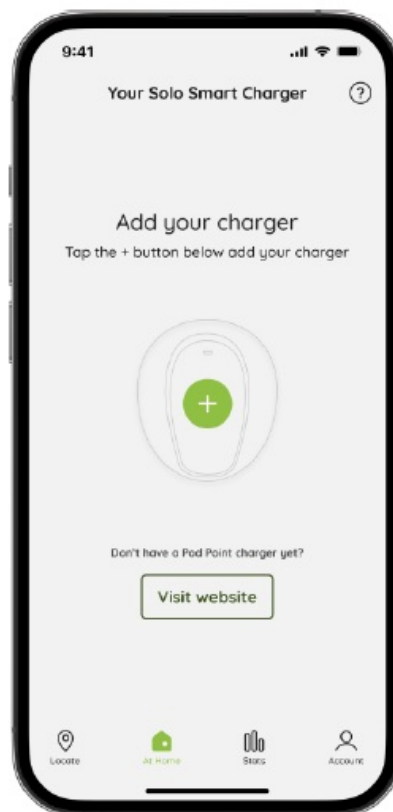 9:41
Your Solo Smart Charger
?
Add your charger
Tap the + button below add your charger
+
Don't have a Pod Point charger yet?
Visit website
Locate
At Home
Stats
Account